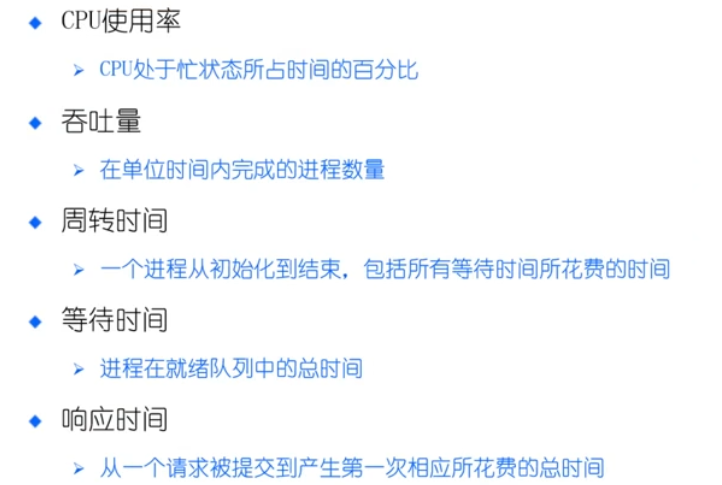 CPU使用率
CPU处于忙状态所占时间的百分比
吞吐量
在单位时间内完成的进程数量
周转时间
一个进程从初始化到结束，包括所有等待时间所花费的时间
等待时间
进程在就绪队列中的总时间
响应时间
从一个请求被提交到产生第一次相应所花费的总时间